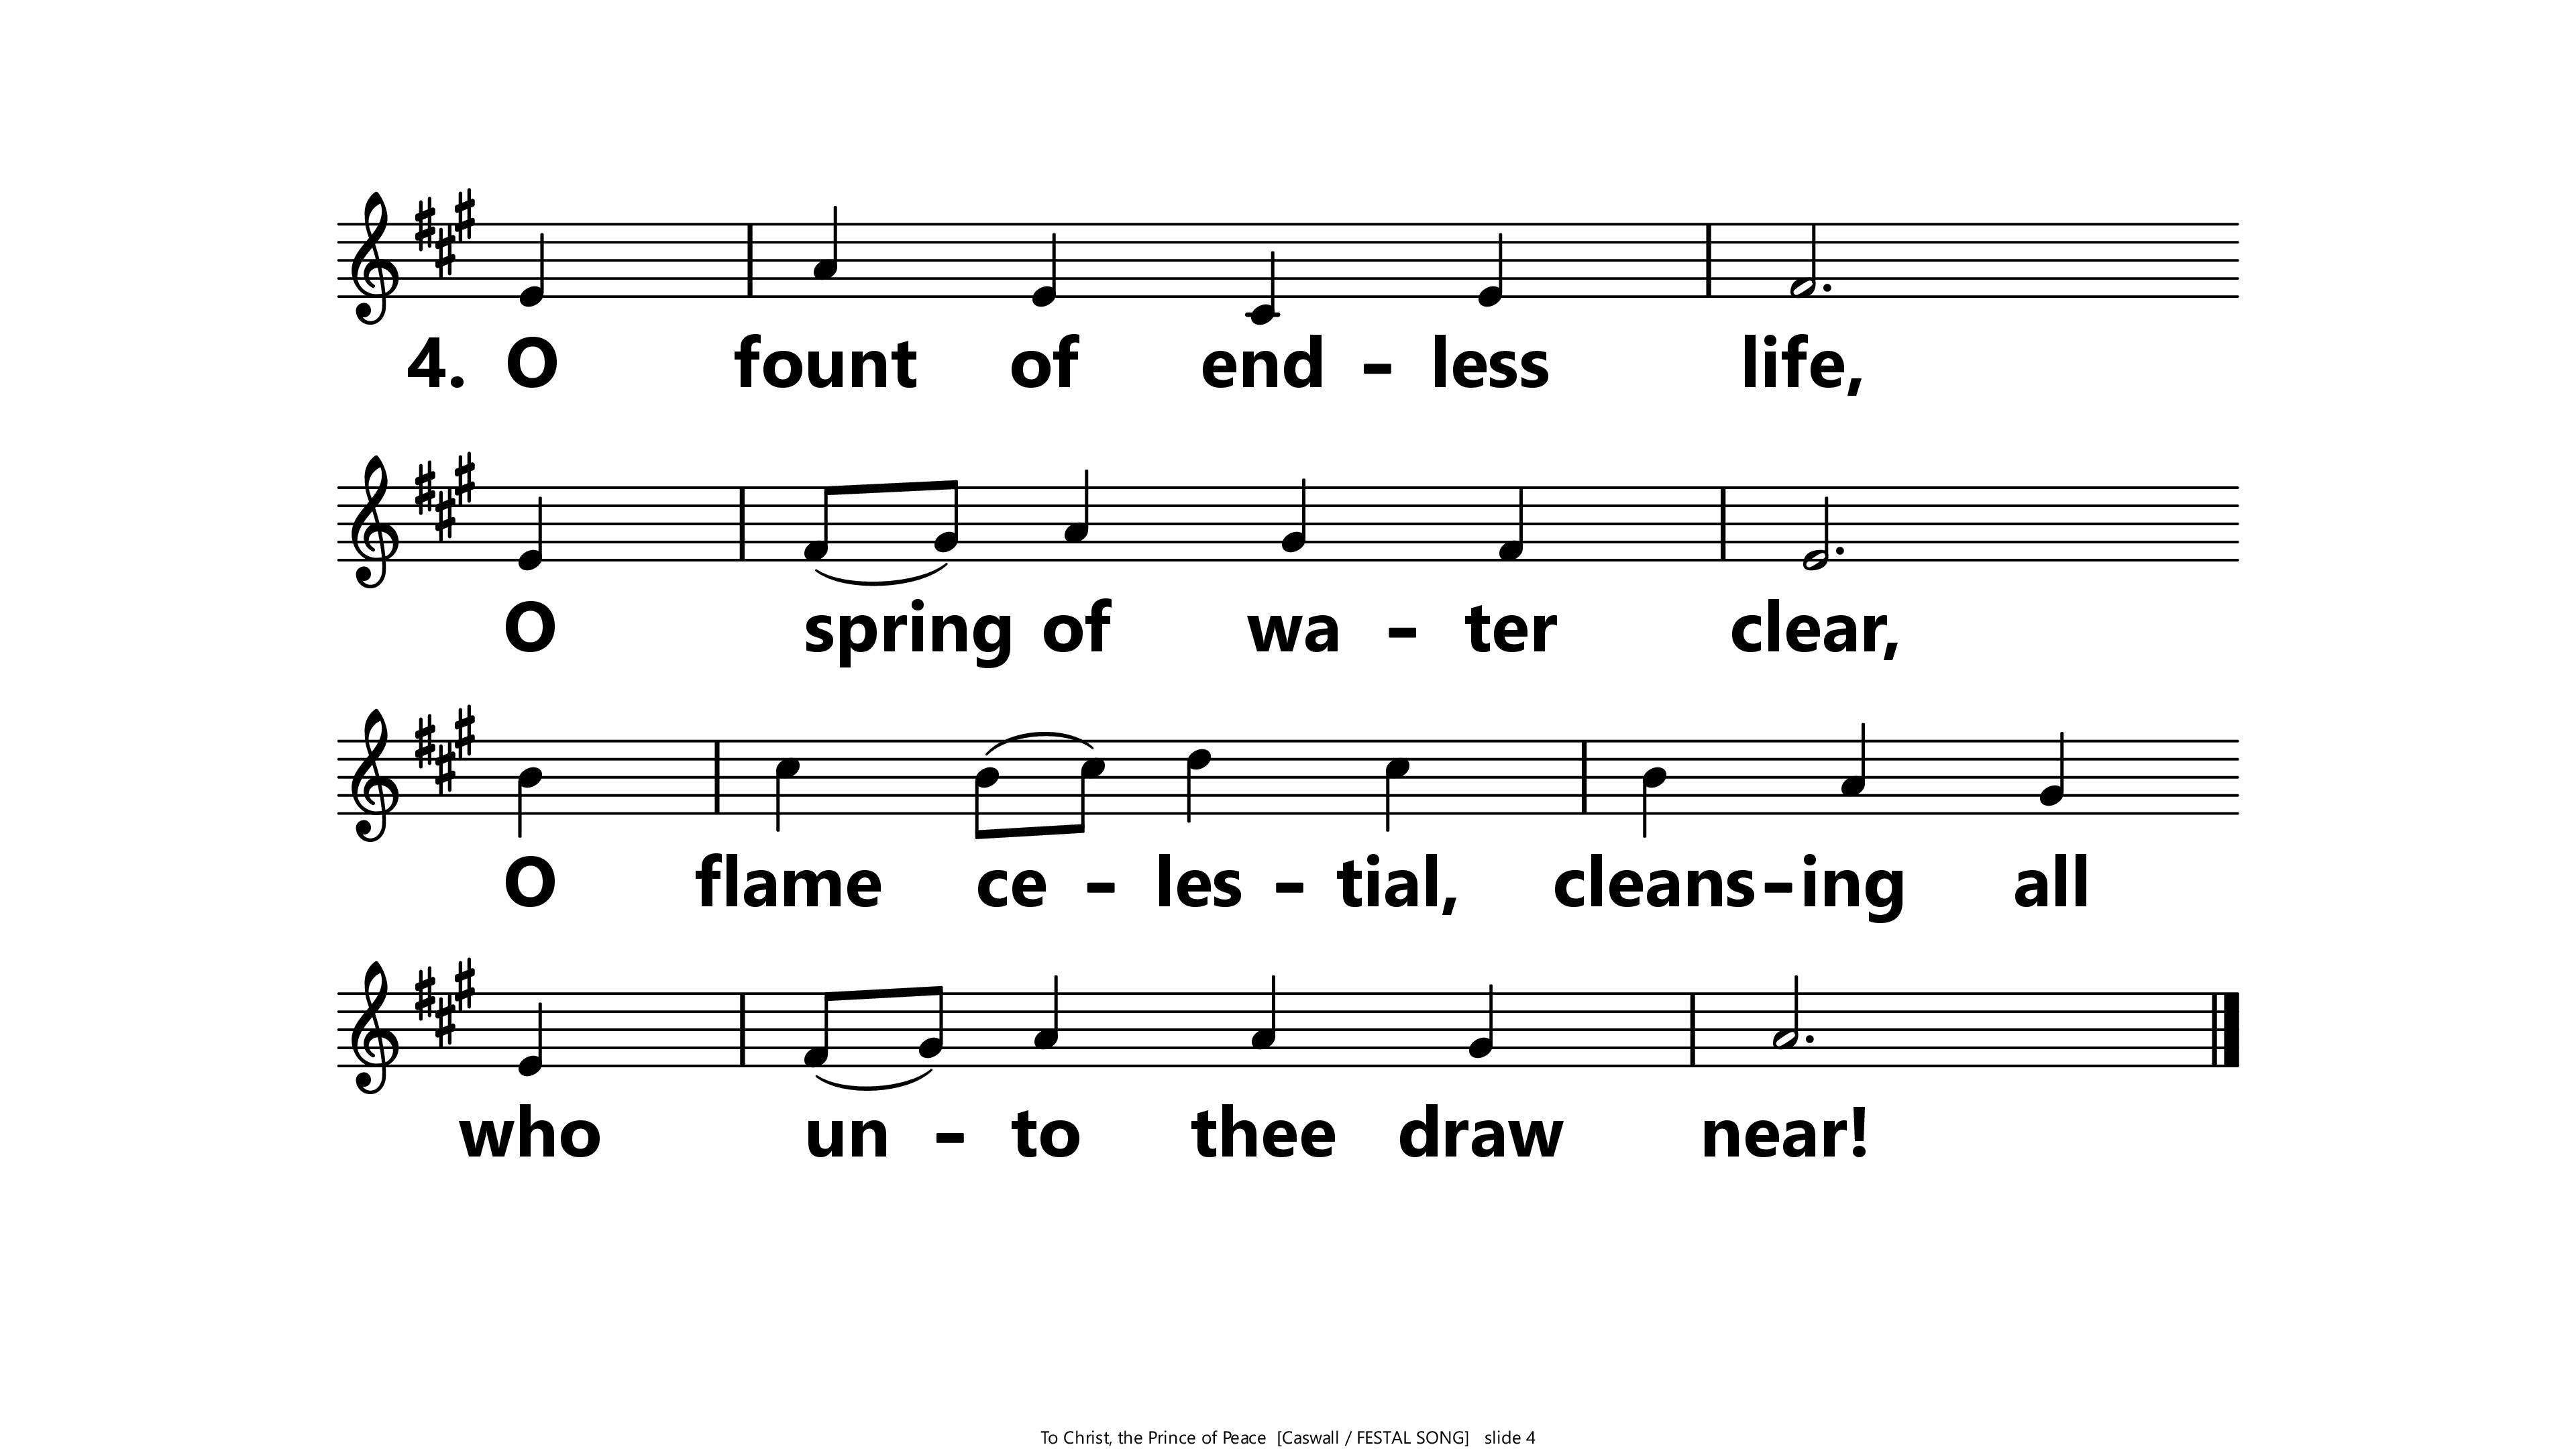 4. O fount of end - less life,
O spring of wa - ter clear,
O flame ce - les - tial, cleans - ing all
who un - to thee draw near!
To Christ, the Prince of Peace [Caswall / FESTAL SONG] slide 4